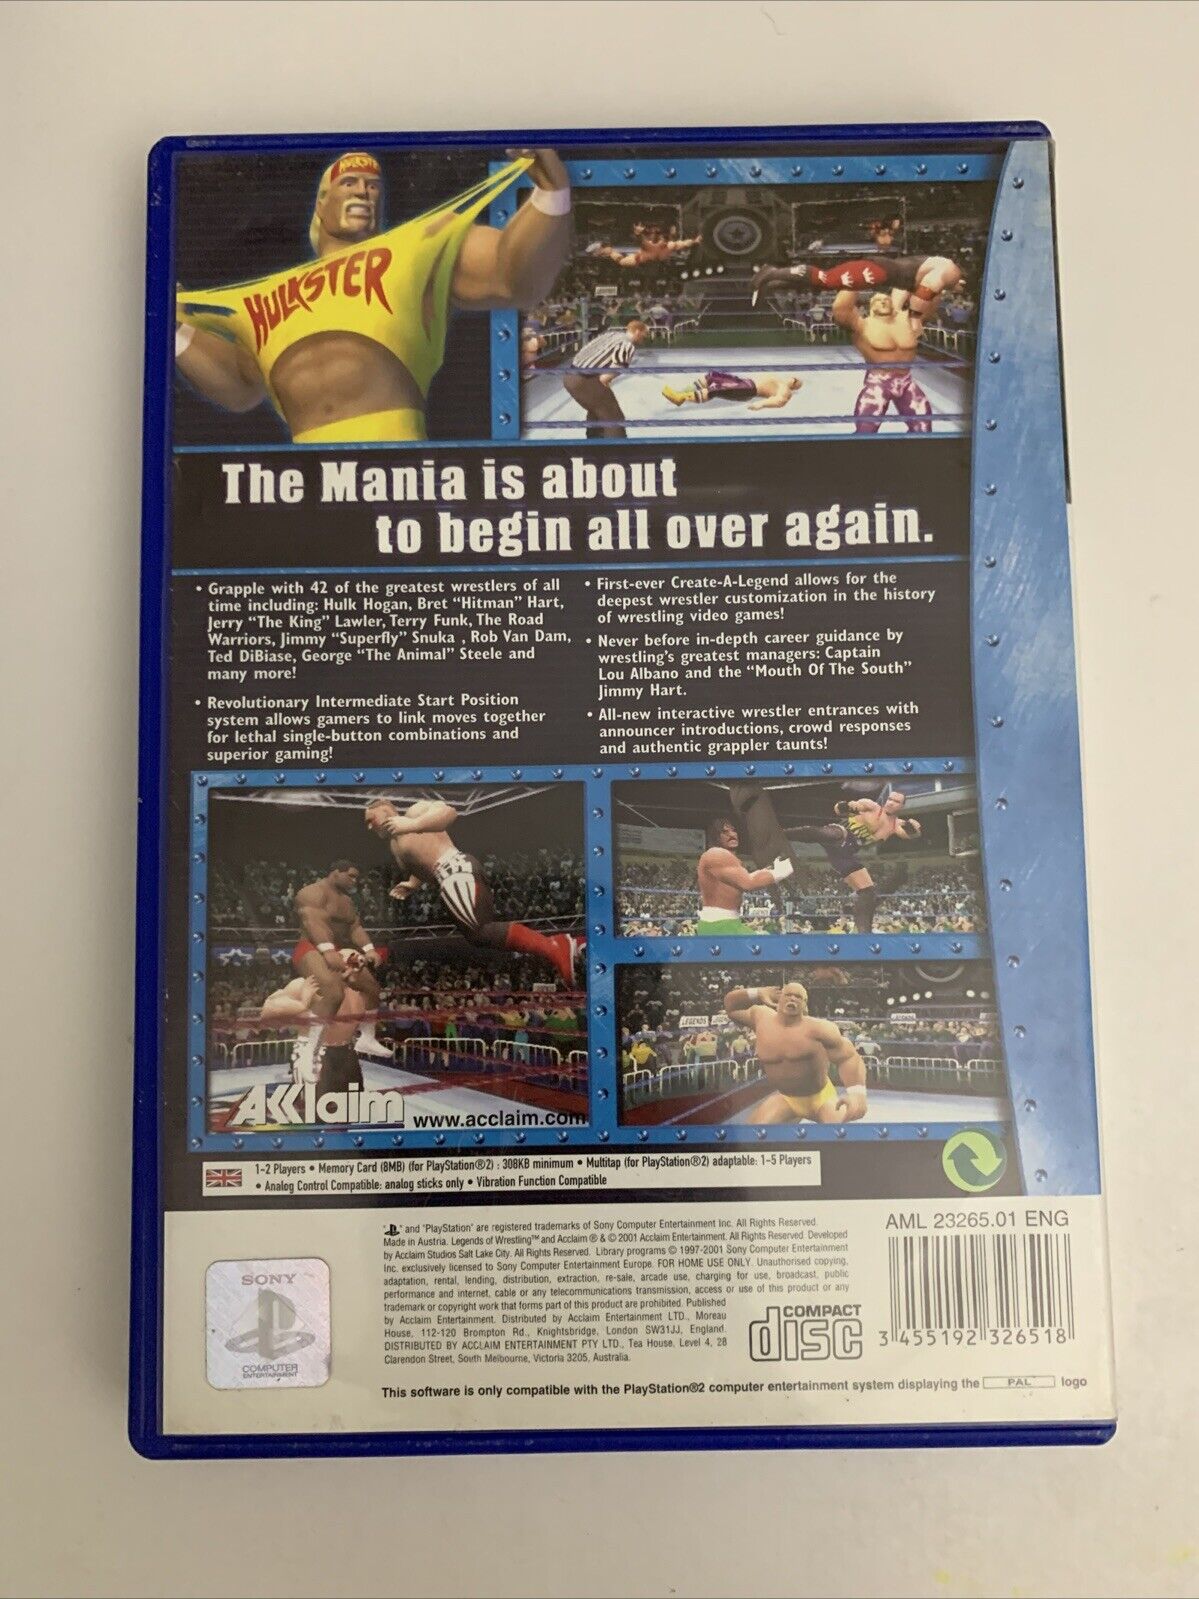 HULKSTER
HULKSTER
The Mania is about
to begin all over again.
• Grapple with 42 of the greatest wrestlers of all
time including: Hulk Hogan, Bret "Hitman" Hart,
Jerry "The King" Lawler, Terry Funk, The Road
Warriors, Jimmy "Superfly" Snuka , Rob Van Dam,
Ted DiBiase, George "The Animal" Steele and
many more!
• Revolutionary Intermediate Start Position
system allows gamers to link moves together
for lethal single-button combinations and
superior gaming!
• First-ever Create-A-Legend allows for the
deepest wrestler customization in the history
of wrestling video games!
• Never before in-depth career guidance by
wrestling's greatest managers: Captain
Lou Albano and the "Mouth Of The South"
Jimmy Hart.
• All-new interactive wrestler entrances with
announcer introductions, crowd responses
and authentic grappler taunts!
LEGENDS
AKKlaim www.acclaim.com
1-2 Players • Memory Card (8MB) (for PlayStation®2) : 308KB minimum • Multitap (for PlayStation®2) adaptable: 1-5 Players
• Analog Control Compatible: analog sticks only • Vibration Function Compatible
" " and "PlayStation" are registered trademarks of Sony Computer Entertainment Inc. All Rights Reserved.
Made in Austria. Legends of Wrestling™ and Acclaim ® & © 2001 Acclaim Entertainment. All Rights Reserved. Developed
by Acclaim Studios Salt Lake City. All Rights Reserved. Library programs © 1997-2001 Sony Computer Entertainment
Inc. exclusively licensed to Sony Computer Entertainment Europe. FOR HOME USE ONLY. Unauthorised copying,
adaptation, rental, lending, distribution, extraction, re-sale, arcade use, charging for use, broadcast, public
performance and internet, cable or any telecommunications transmission, access or use of this product or any
trademark or copyright work that forms part of this product are prohibited. Published
by Acclaim Entertainment. Distributed by Acclaim Entertainment LTD., Moreau
House, 112-120 Brompton Rd., Knightsbridge, London SW31JJ, England.
DISTRIBUTED BY ACCLAIM ENTERTAINMENT PTY LTD., Tea House, Level 4, 28
Clarendon Street, South Melbourne, Victoria 3205, Australia.
This software is only compatible with the PlayStation®2 computer entertainment system displaying the PAL logo
SONY
COMPUTER
ENTERTAINMENT
COMPACT
disc
AML 23265.01 ENG
3 455192 326518